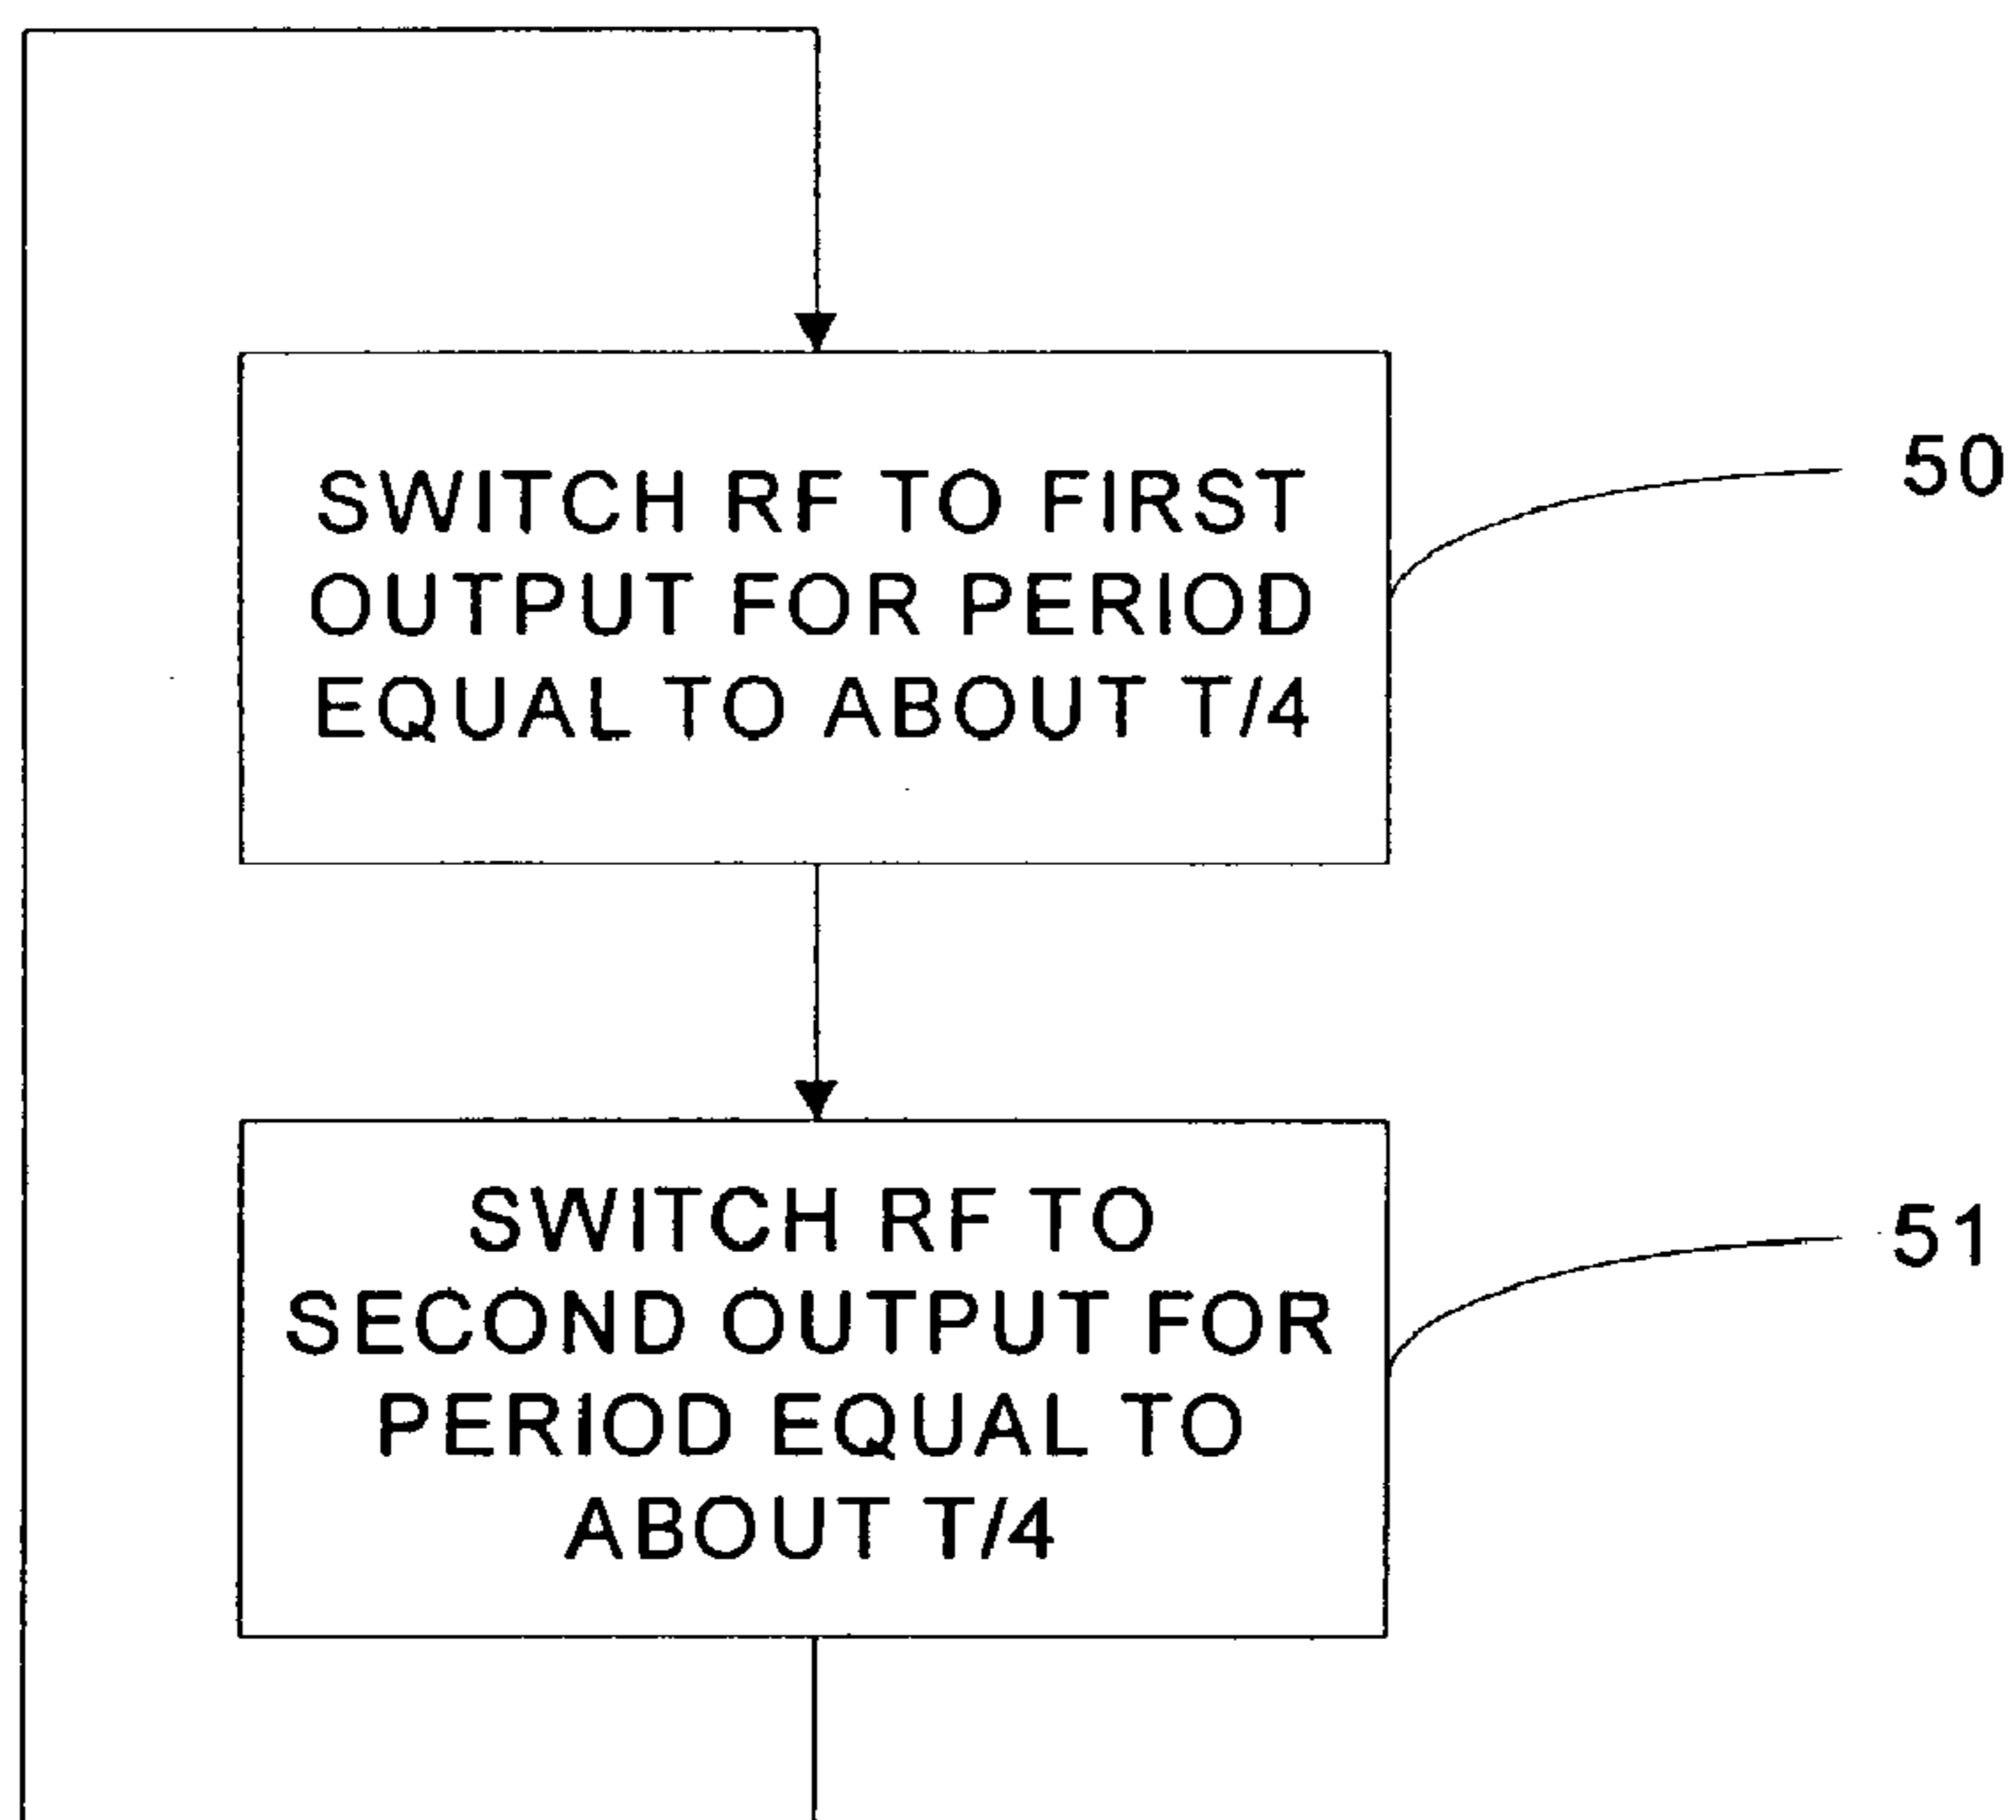 SWITCH RF TO FIRST
OUTPUT FOR PERIOD
EQUAL TO ABOUT T/4
50
SWITCH RF TO
SECOND OUTPUT FOR
PERIOD EQUAL TO
ABOUT T/4
51